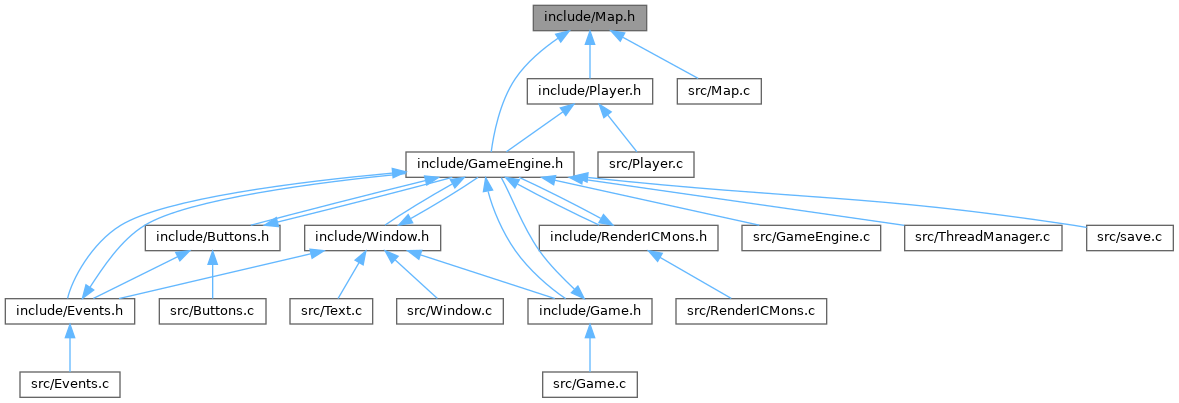 include/Map.h
include/Player.h
src/Map.c
include/GameEngine.h
src/Player.c
include/Buttons.h
include/Window.h
include/RenderICMons.h
src/GameEngine.c
src/ThreadManager.c
src/save.c
include/Events.h
src/Buttons.c
src/Text.c
src/Window.c
include/Game.h
src/RenderICMons.c
src/Events.c
src/Game.c